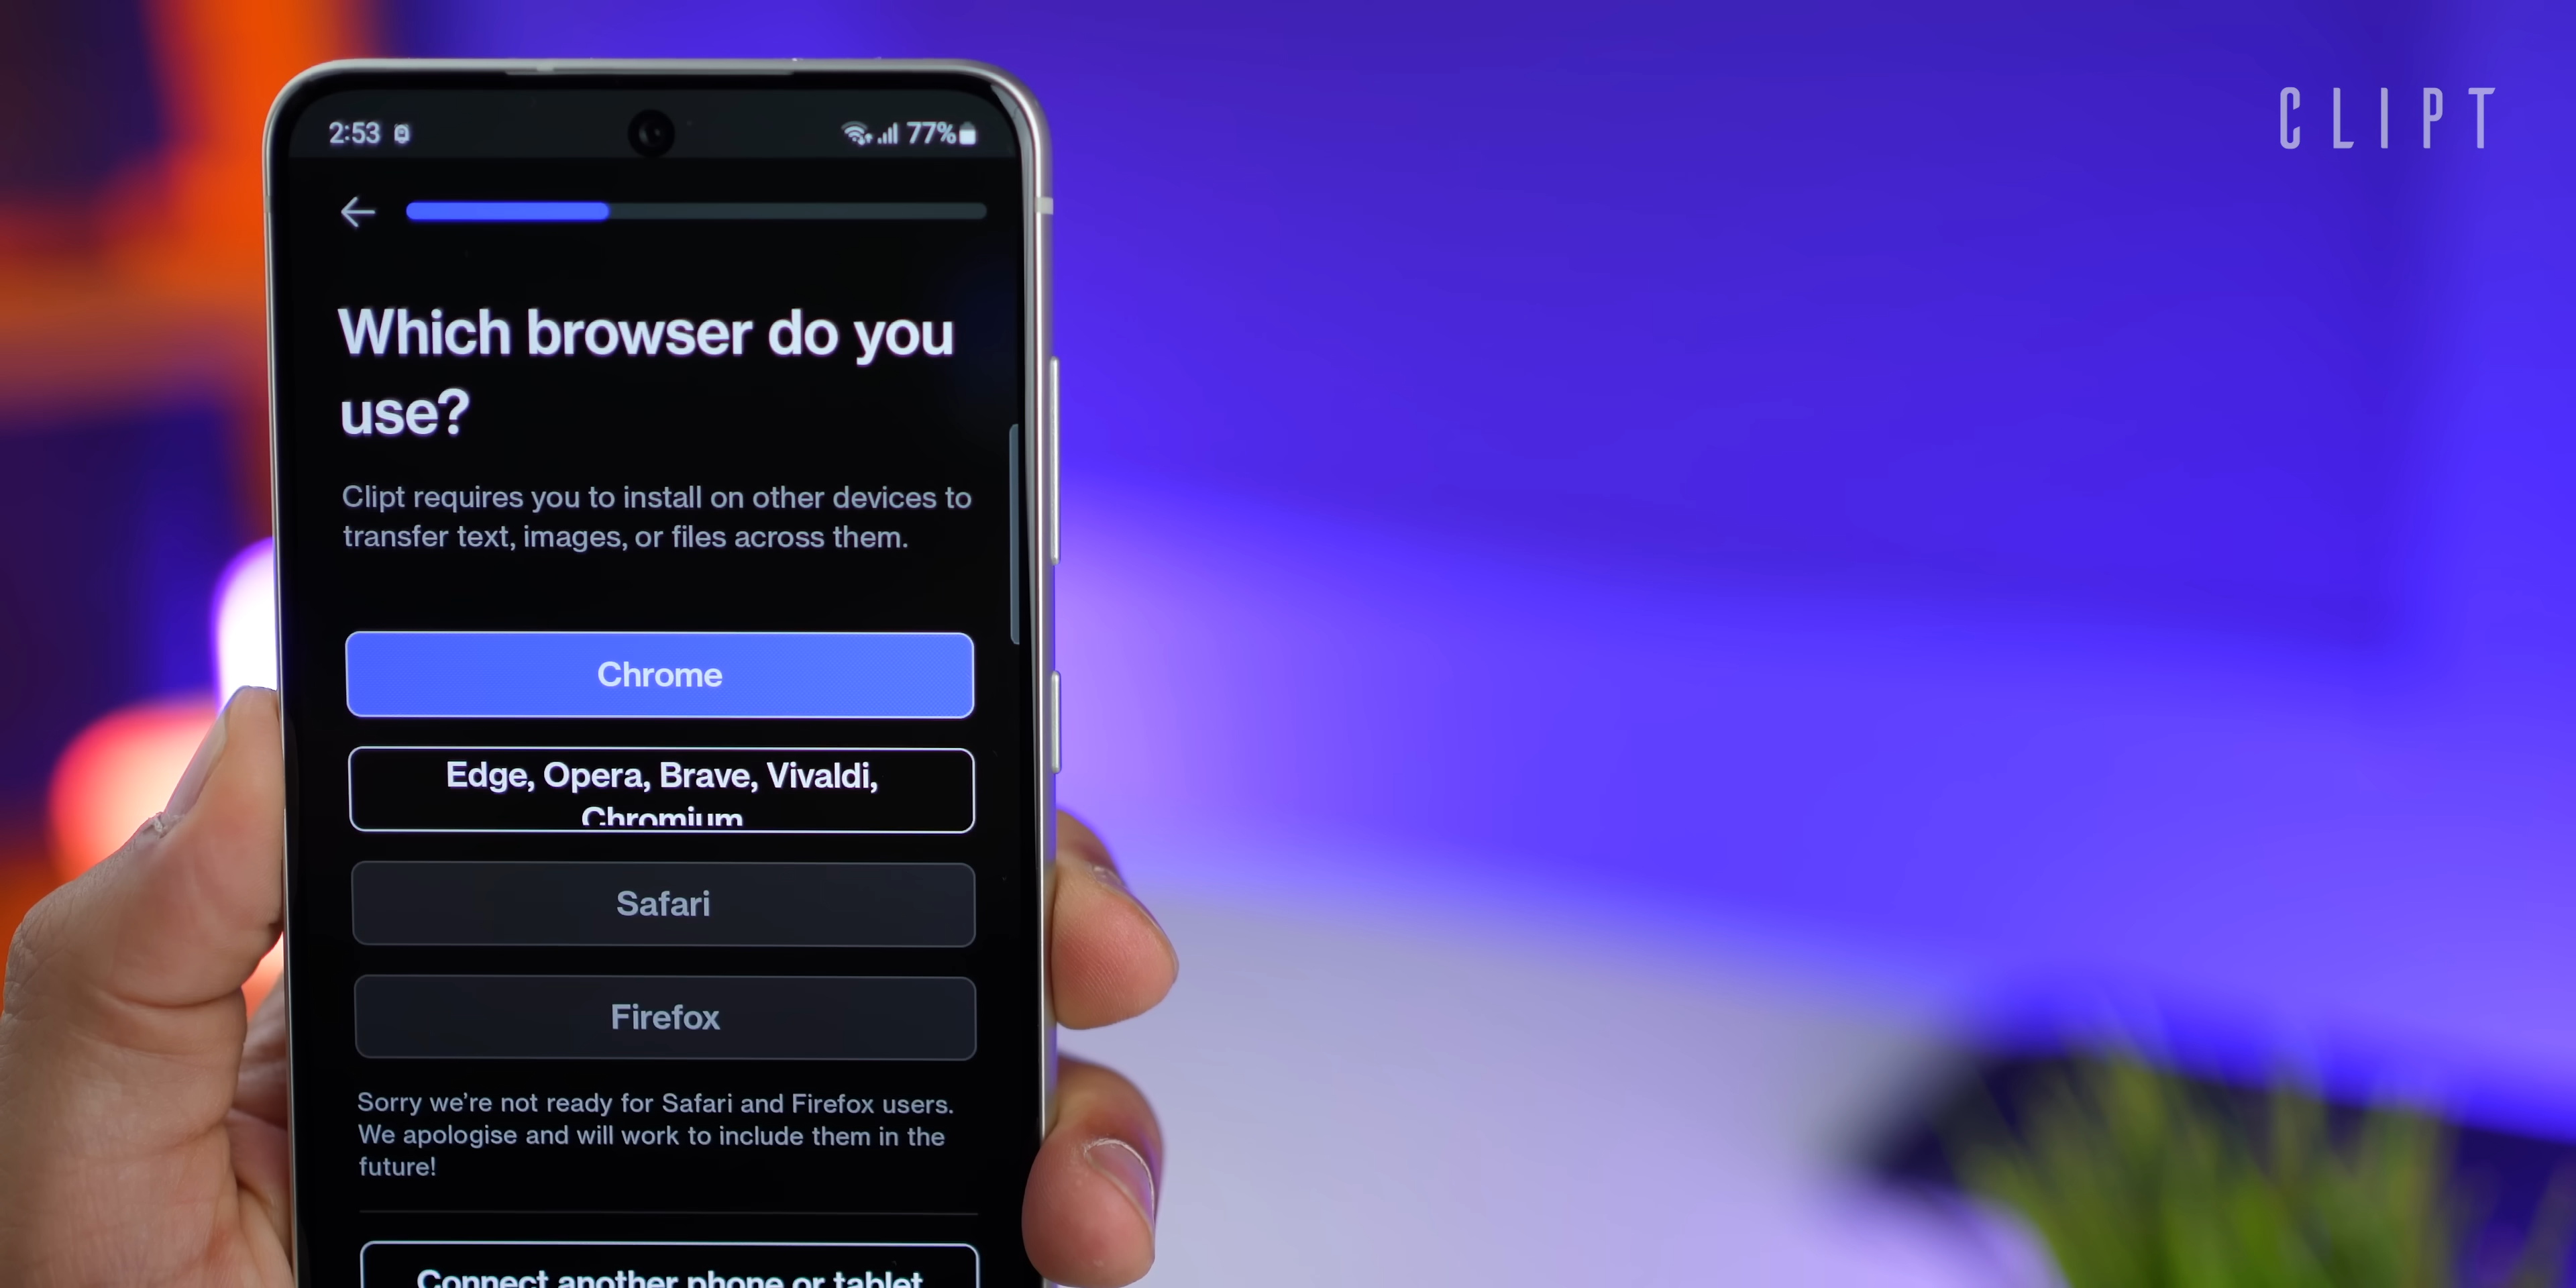 CLIPT
2:53
77%
Which browser do you
use?
Clipt requires you to install on other devices to
transfer text, images, or files across them.
Chrome
Edge, Opera, Brave, Vivaldi,
Chromium
Safari
Firefox
Sorry we're not ready for Safari and Firefox users.
We apologise and will work to include them in the
future!
Connect another phone or tablet